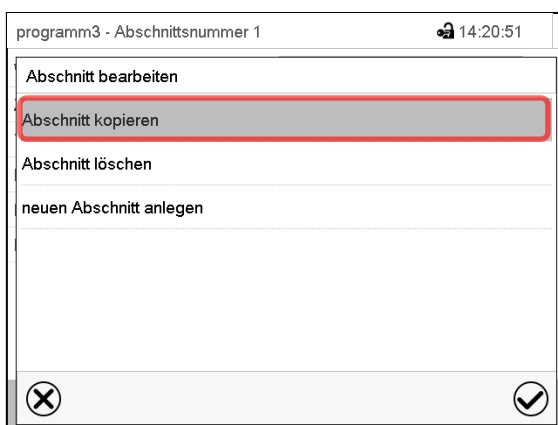 programm3 - Abschnittsnummer 1 14:20:51
Abschnitt bearbeiten
Abschnitt kopieren
Abschnitt löschen
neuen Abschnitt anlegen